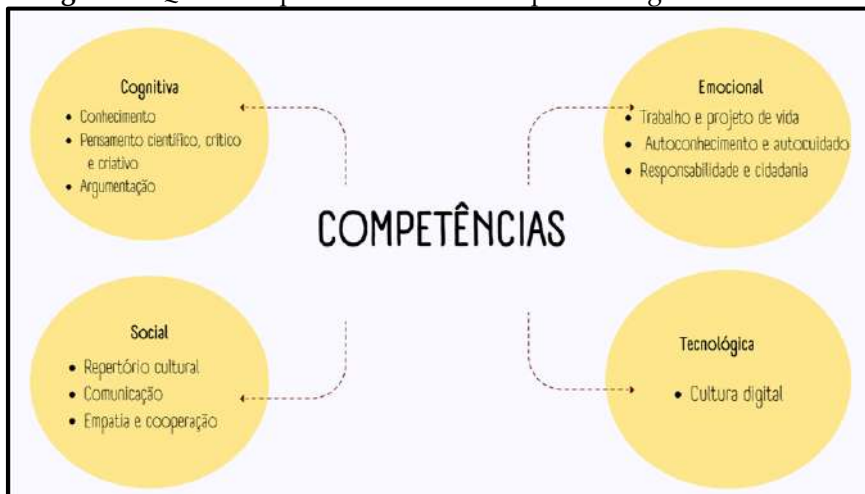 Cognitiva
• Conhecimento
• Pensamento científico, crítico
e criativo
• Argumentação
Emocional
• Trabalho e projeto de vida
• Autoconhecimento e autocuidado
• Responsabilidade e cidadania
COMPETÊNCIAS
Social
• Repertório cultural
• Comunicação
• Empatia e cooperação
Tecnológica
• Cultura digital